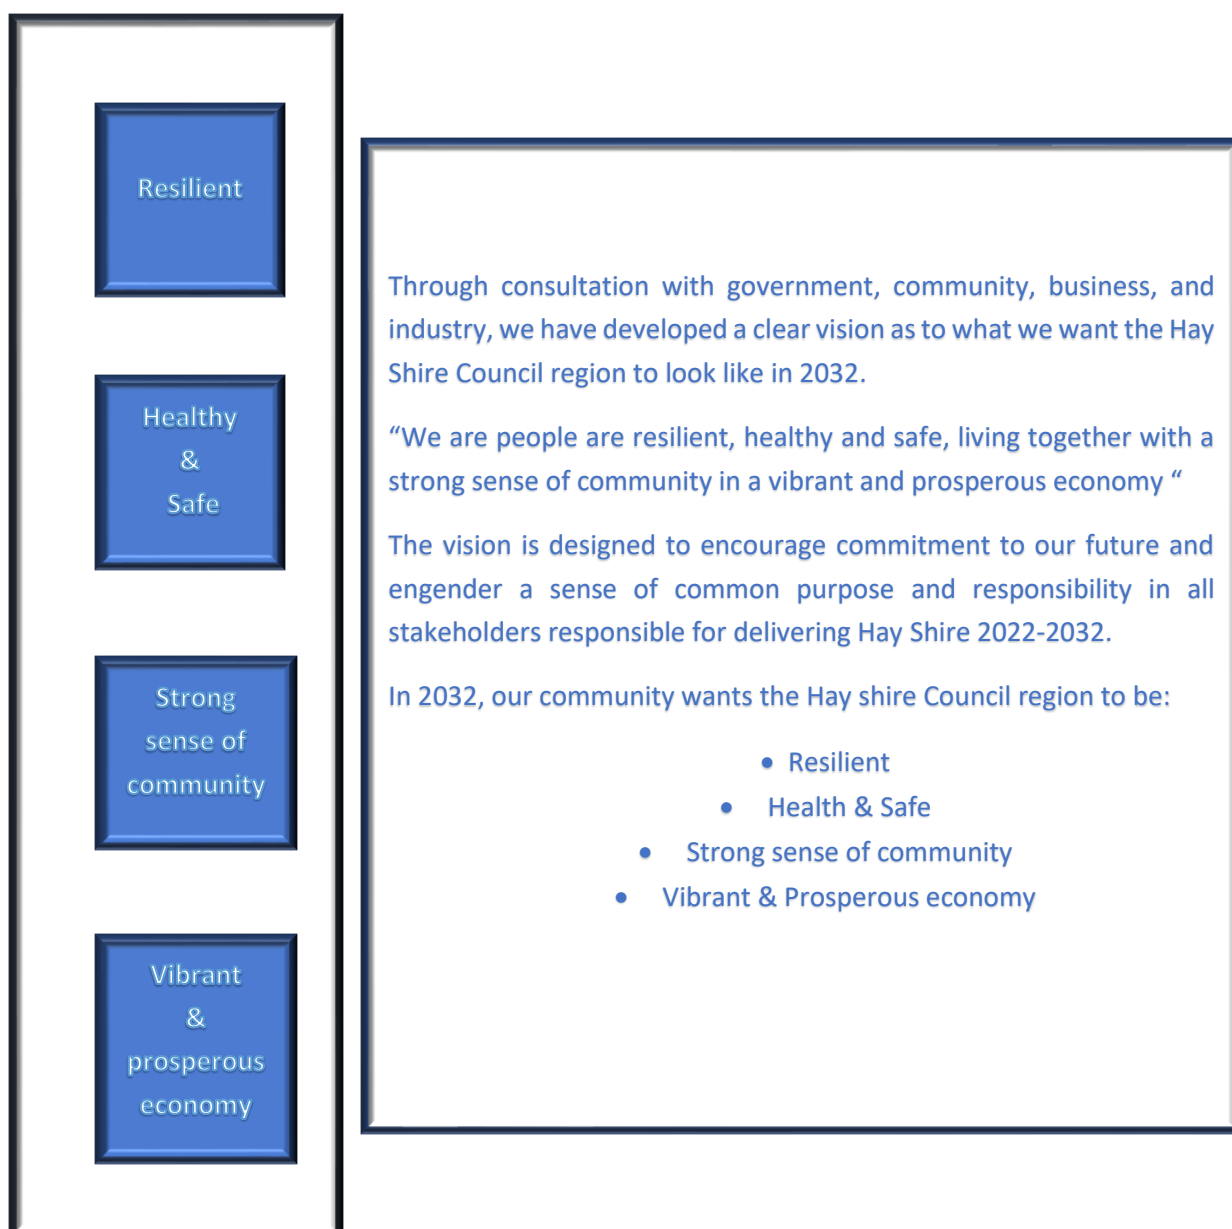 Resilient
Healthy
&
Safe
Strong
sense of
community
Vibrant
&
prosperous
economy
Through consultation with government, community, business, and
industry, we have developed a clear vision as to what we want the Hay
Shire Council region to look like in 2032.
“We are people are resilient, healthy and safe, living together with a
strong sense of community in a vibrant and prosperous economy “
The vision is designed to encourage commitment to our future and
engender a sense of common purpose and responsibility in all
stakeholders responsible for delivering Hay Shire 2022-2032.
In 2032, our community wants the Hay shire Council region to be:
• Resilient
• Health & Safe
• Strong sense of community
• Vibrant & Prosperous economy